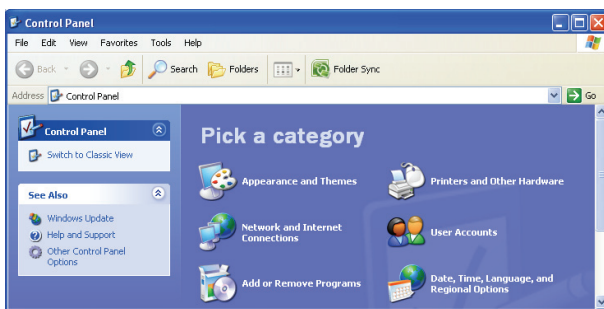 Control Panel
File Edit View Favorites Tools Help
Back Search Folders Folder Sync
Address Control Panel Go
Control Panel
Switch to Classic View
See Also
Windows Update
Help and Support
Other Control Panel
Options
Pick a category
Appearance and Themes
Printers and Other Hardware
Network and Internet
Connections
User Accounts
Add or Remove Programs
Date, Time, Language, and
Regional Options